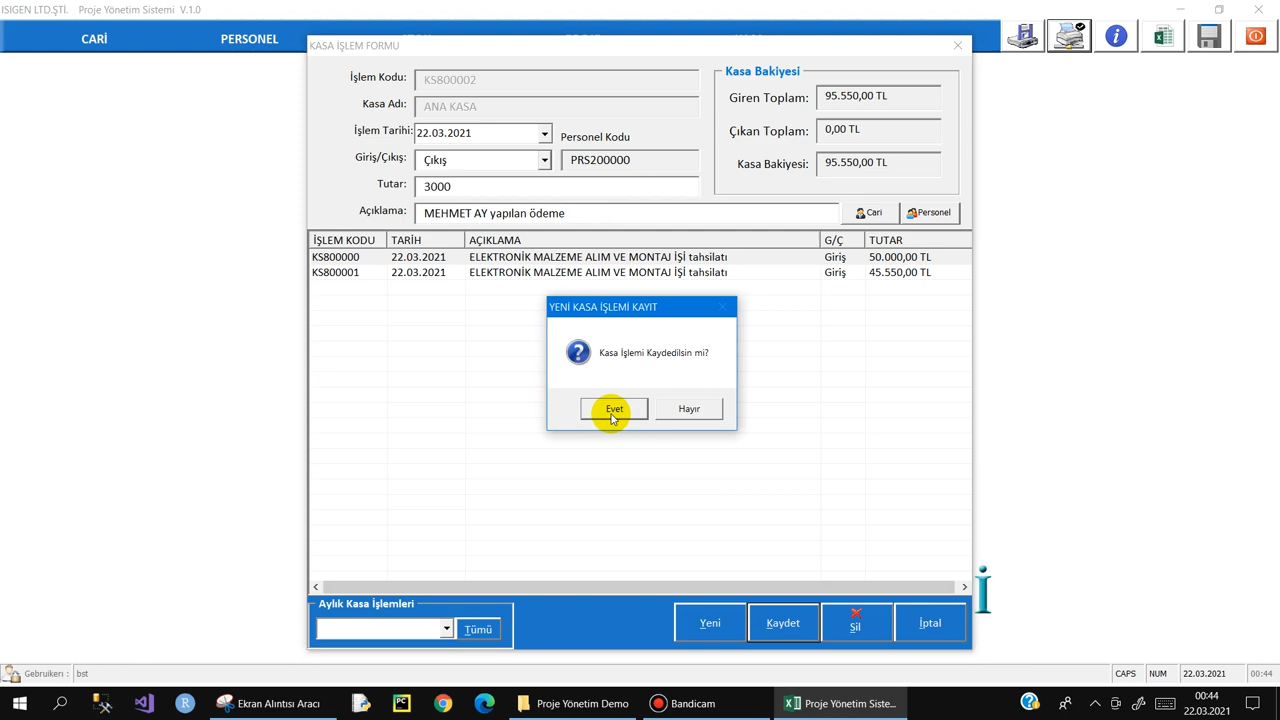 ISIGEN LTD.ŞTİ. Proje Yönetim Sistemi V.1.0
CARİ PERSONEL
KASA İŞLEM FORMU
İşlem Kodu: KS800002
Kasa Adı: ANA KASA
İşlem Tarihi: 22.03.2021 Personel Kodu
Giriş/Çıkış: Çıkış PRS200000
Tutar: 3000
Açıklama: MEHMET AY yapılan ödeme Cari Personel
Kasa Bakiyesi
Giren Toplam: 95.550,00 TL
Çıkan Toplam: 0,00 TL
Kasa Bakiyesi: 95.550,00 TL
İŞLEM KODU TARİH AÇIKLAMA G/Ç TUTAR
KS800000 22.03.2021 ELEKTRONİK MALZEME ALIM VE MONTAJ İŞİ tahsilatı Giriş 50.000,00 TL
KS800001 22.03.2021 ELEKTRONİK MALZEME ALIM VE MONTAJ İŞİ tahsilatı Giriş 45.550,00 TL
YENİ KASA İŞLEMİ KAYIT
Kasa İşlemi Kaydedilsin mi?
Evet Hayır
Aylık Kasa İşlemleri
Tümü
Yeni Kaydet Sil İptal
Gebruikeri : bst CAPS NUM 22.03.2021 00:44
Ekran Alıntısı Aracı Proje Yönetim Demo Bandicam Proje Yönetim Siste... 00:44
22.03.2021